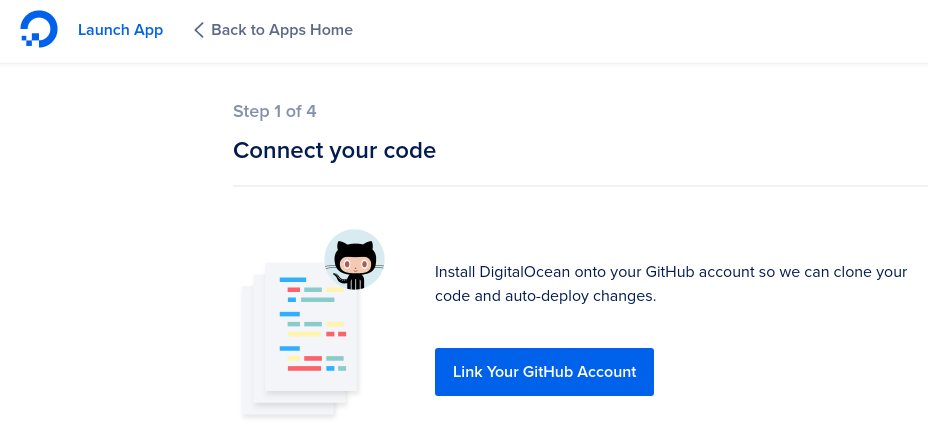 Launch App
Back to Apps Home
Step 1 of 4
Connect your code
Install DigitalOcean onto your GitHub account so we can clone your
code and auto-deploy changes.
Link Your GitHub Account